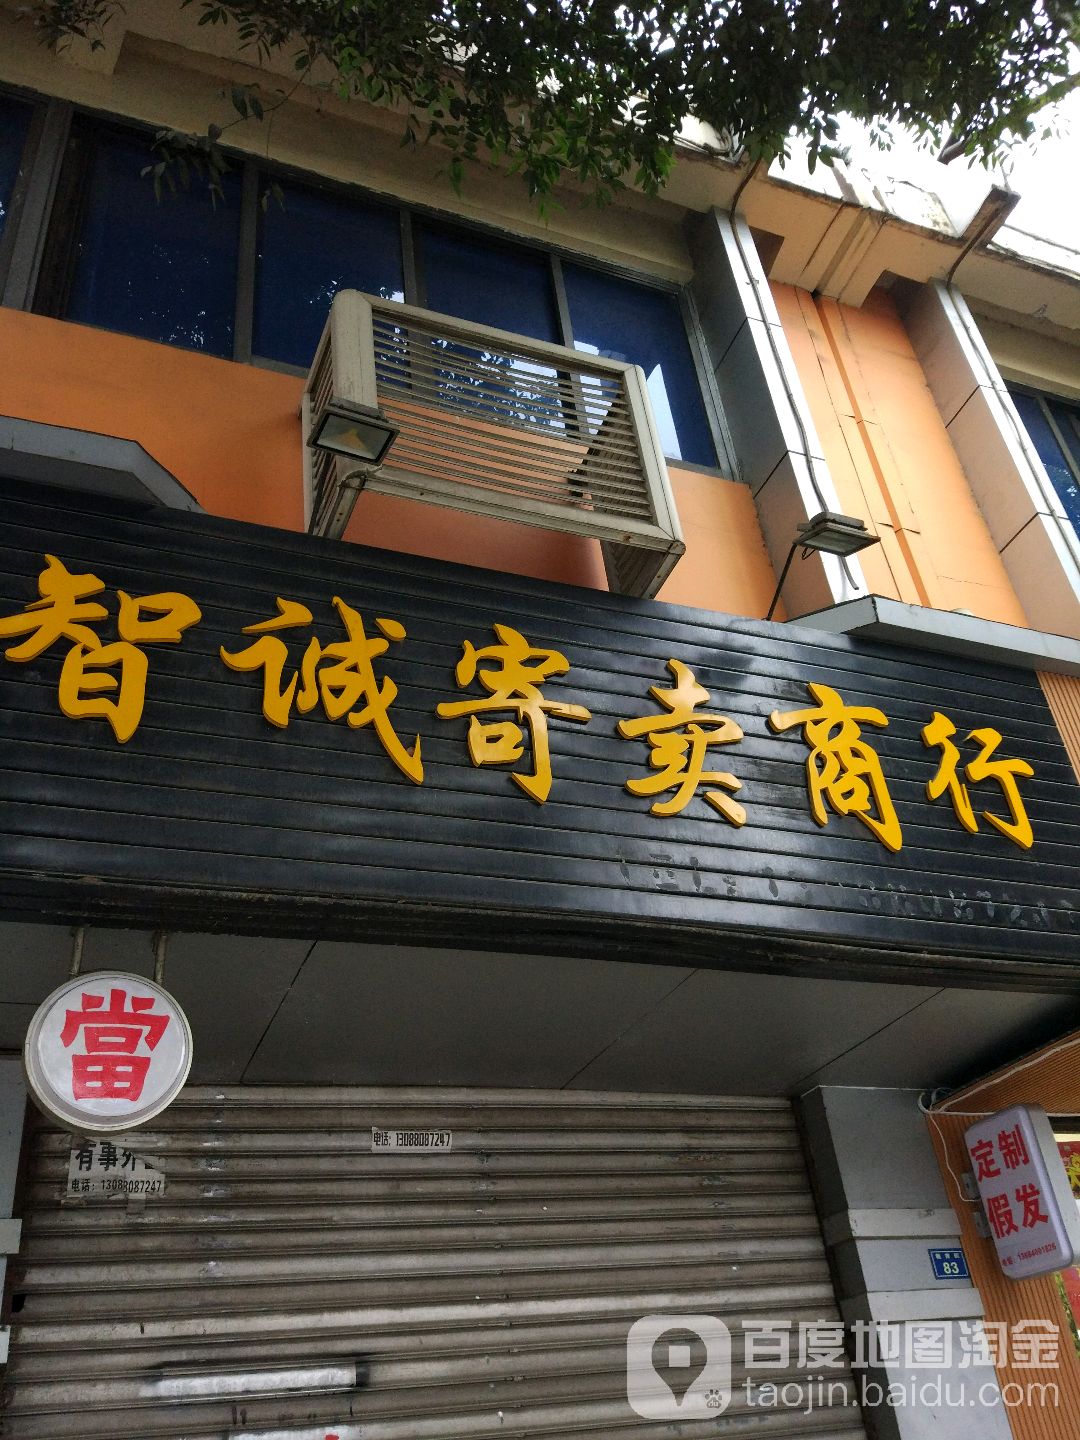 智诚寄卖商行
當
有事外
电话：13088087247
电话：13088087247
定制
假发
83
百度地图淘金
taojin.baidu.com